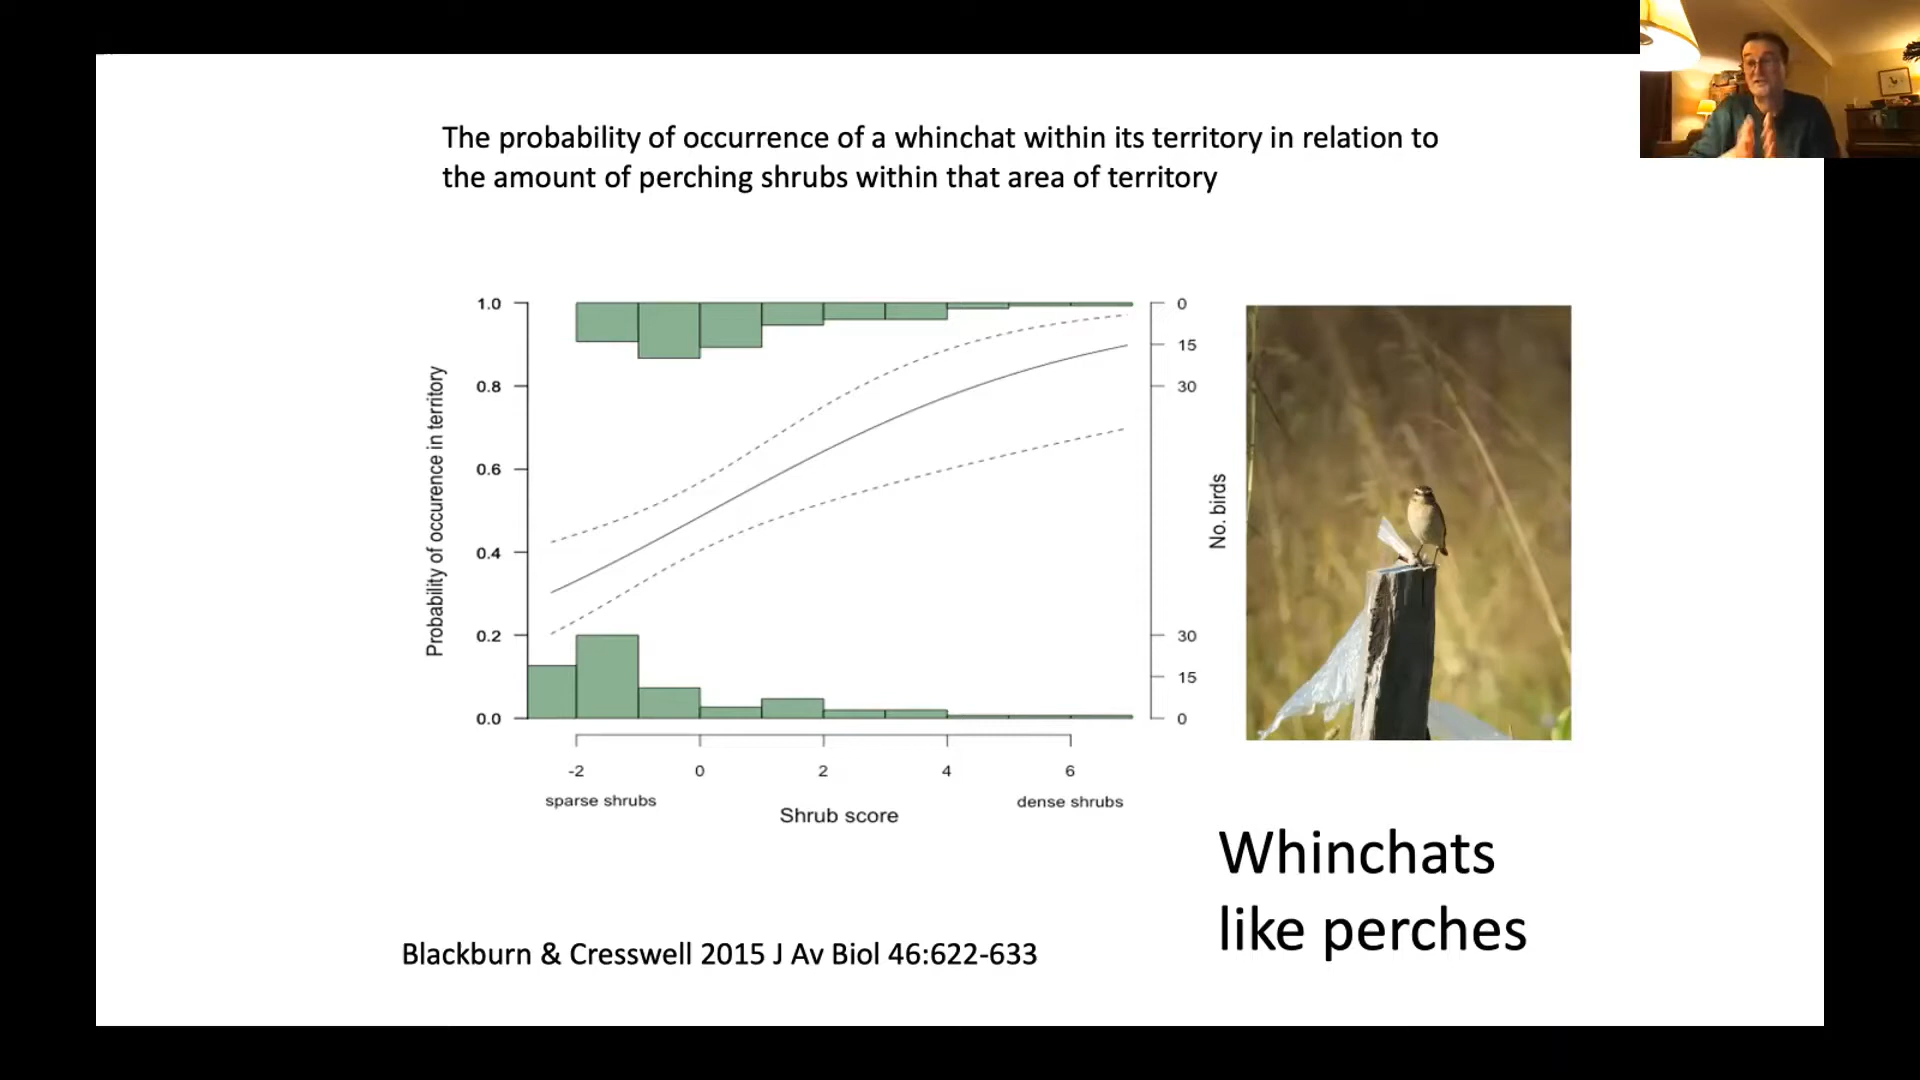 The probability of occurrence of a whinchat within its territory in relation to
the amount of perching shrubs within that area of territory
Probability of occurence in territory
1.0
0.8
0.6
0.4
0.2
0.0
0
15
30
30
15
0
No. birds
-2
0
2
4
6
sparse shrubs
dense shrubs
Shrub score
Whinchats
like perches
Blackburn & Cresswell 2015 J Av Biol 46:622-633